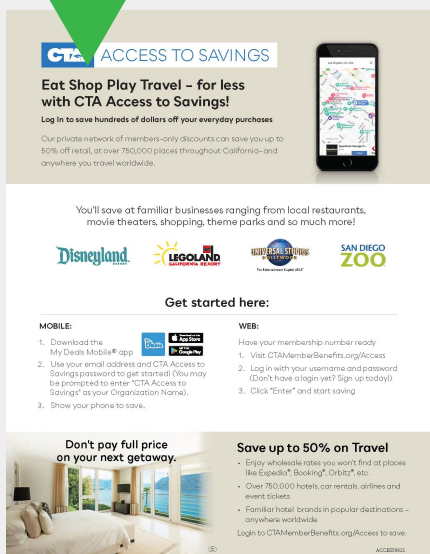 CTA ACCESS TO SAVINGS
Eat Shop Play Travel – for less
with CTA Access to Savings!
Log In to save hundreds of dollars off your everyday purchases
Our private network of members-only discounts can save you up to
50% off retail, at over 750,000 places throughout California–and
anywhere you travel worldwide.
You'll save at familiar businesses ranging from local restaurants,
movie theaters, shopping, theme parks and so much more!
Disneyland
RESORT
LEGOLAND
CALIFORNIA RESORT
UNIVERSAL STUDIOS
HOLLYWOOD
The Entertainment Capital of L.A.
SAN DIEGO
ZOO
Get started here:
MOBILE:
1. Download the
My Deals Mobile® app
Download on the
App Store
GET IT ON
Google Play
2. Use your email address and CTA Access to
Savings password to get started! (You may
be prompted to enter "CTA Access to
Savings" as your Organization Name).
3. Show your phone to save.
WEB:
Have your membership number ready
1. Visit CTAMemberBenefits.org/Access
2. Log in with your username and password
(Don't have a login yet? Sign up today!)
3. Click "Enter" and start saving
Don't pay full price
on your next getaway.
Save up to 50% on Travel
• Enjoy wholesale rates you won't find at places
like Expedia®, Booking®, Orbitz®, etc.
• Over 750,000 hotels, car rentals, airlines and
event tickets
• Familiar hotel brands in popular destinations –
anywhere worldwide
Login to CTAMemberBenefits.org/Access to save.